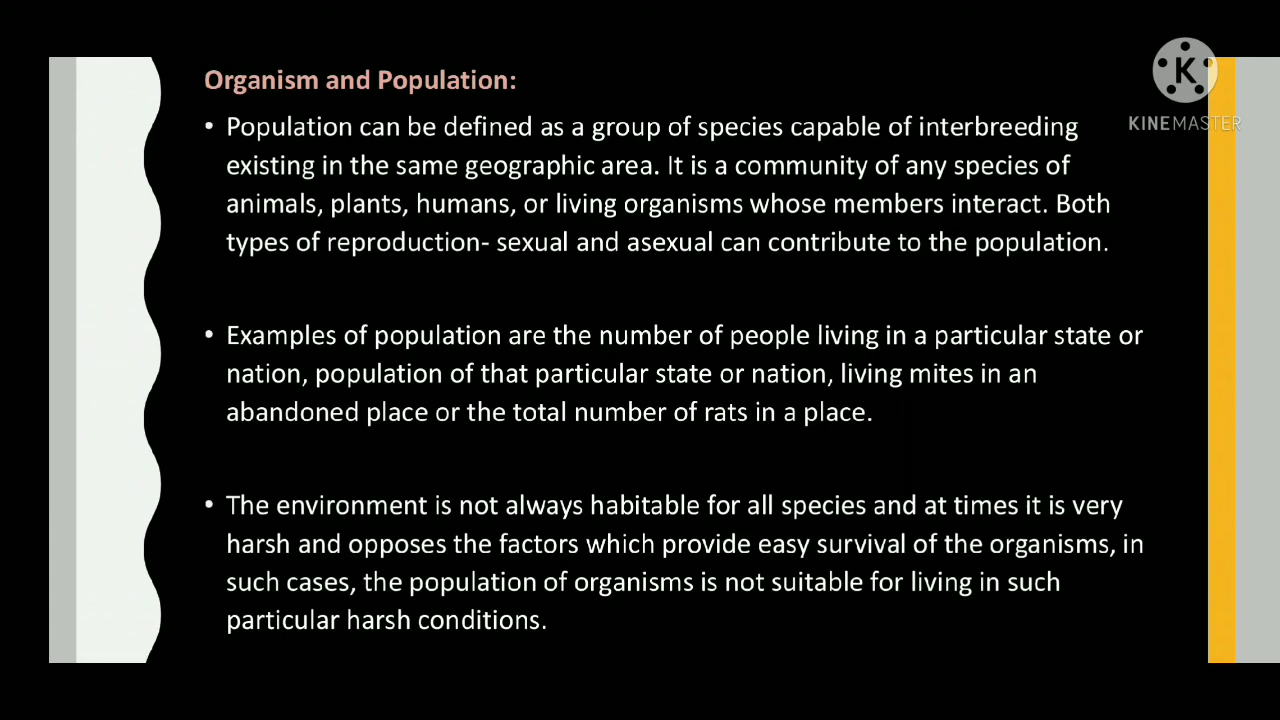 Organism and Population:
• Population can be defined as a group of species capable of interbreeding
existing in the same geographic area. It is a community of any species of
animals, plants, humans, or living organisms whose members interact. Both
types of reproduction- sexual and asexual can contribute to the population.
• Examples of population are the number of people living in a particular state or
nation, population of that particular state or nation, living mites in an
abandoned place or the total number of rats in a place.
• The environment is not always habitable for all species and at times it is very
harsh and opposes the factors which provide easy survival of the organisms, in
such cases, the population of organisms is not suitable for living in such
particular harsh conditions.
K
KINEMASTER